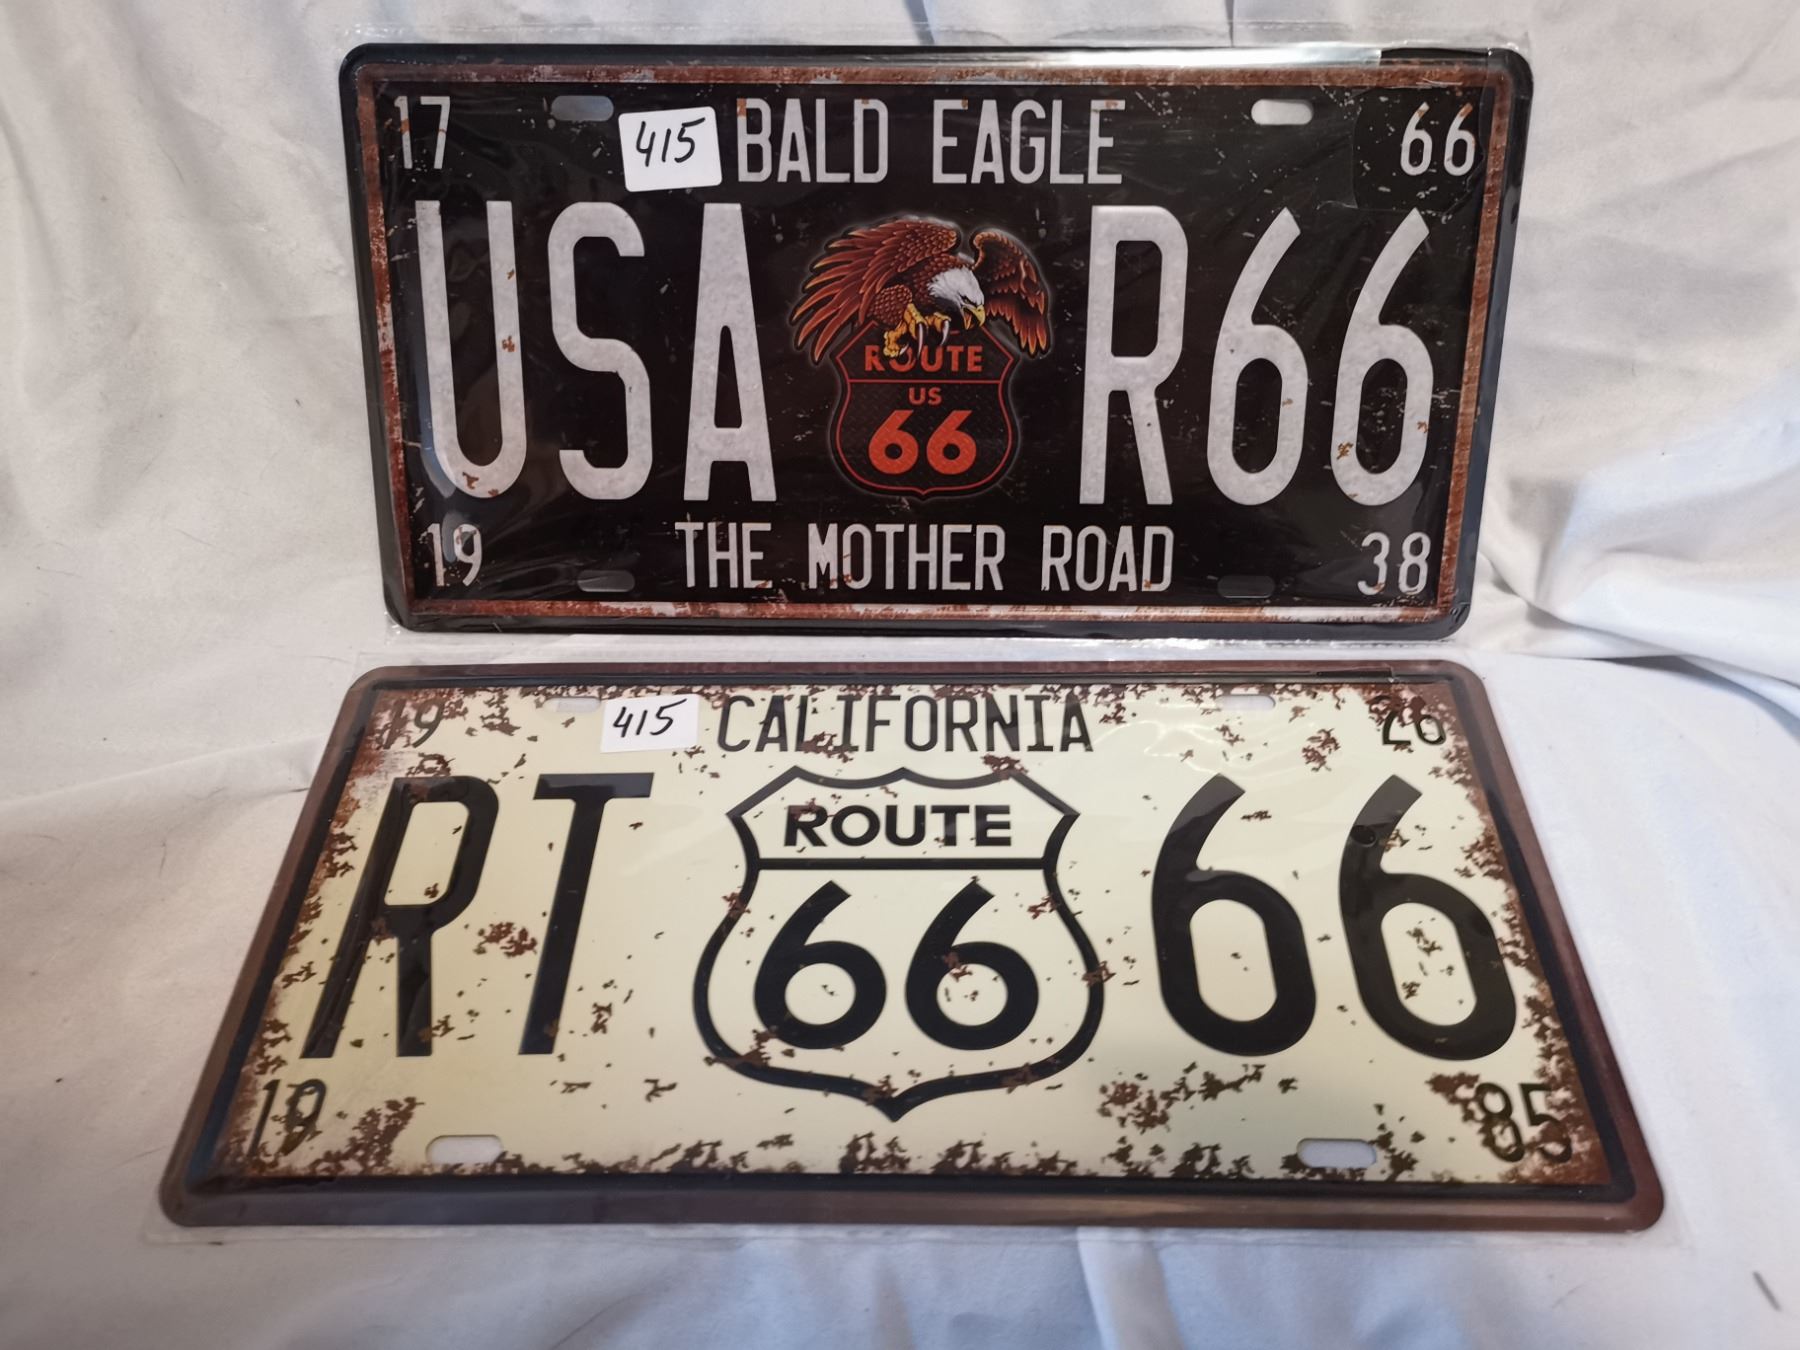 17 415 BALD EAGLE 66
USA R66
ROUTE
US
66
19 THE MOTHER ROAD 38
19 415 CALIFORNIA 26
RT 66
ROUTE
66
19 85